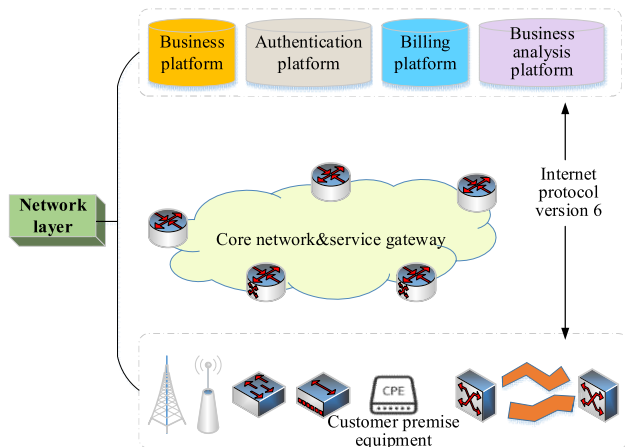 Business
platform
Authentication
platform
Billing
platform
Business
analysis
platform
Internet
protocol
version 6
Network
layer
Core network&service gateway
CPE
Customer premise
equipment